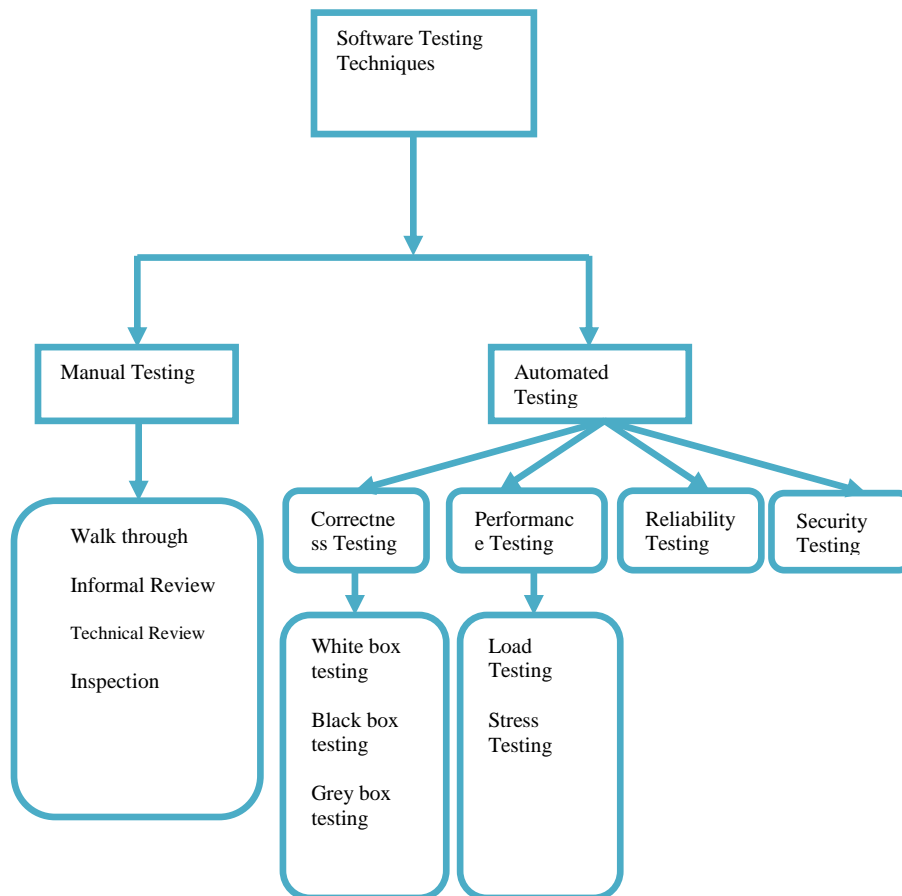 Software Testing
Techniques
Manual Testing
Automated
Testing
Walk through
Informal Review
Technical Review
Inspection
Correctne
ss Testing
Performanc
e Testing
Reliability
Testing
Security
Testing
White box
testing
Black box
testing
Grey box
testing
Load
Testing
Stress
Testing